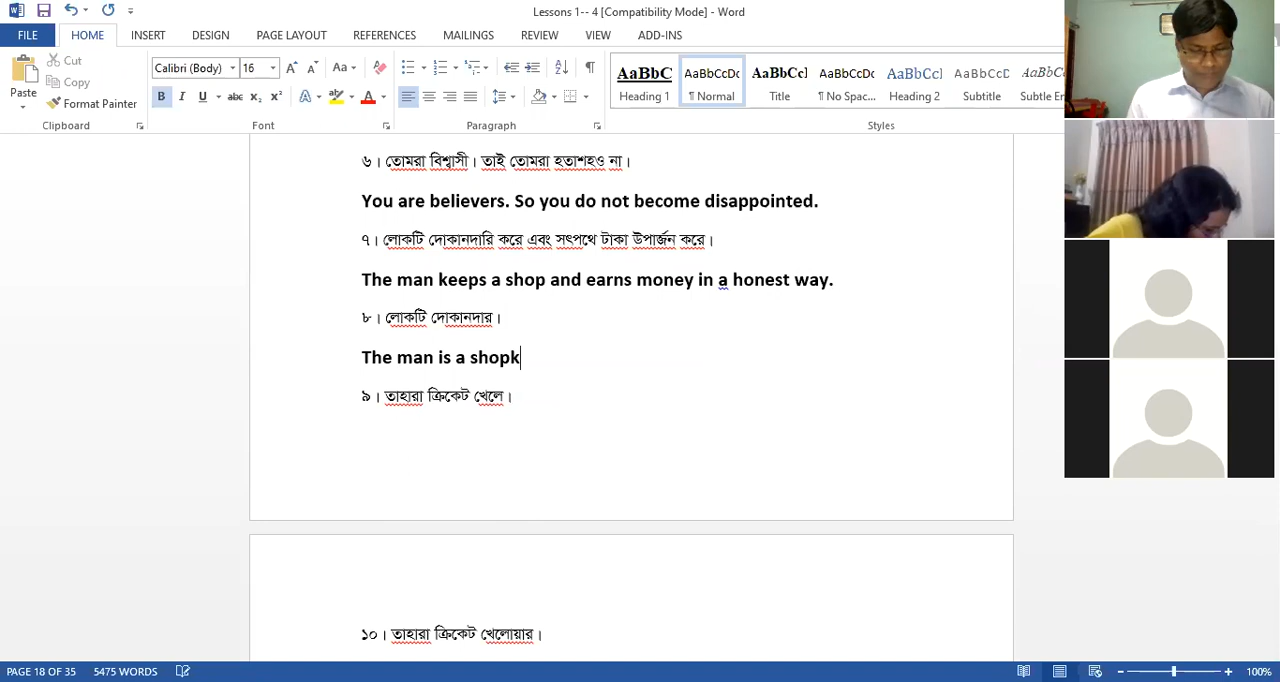 Lessons 1-- 4 [Compatibility Mode] - Word
FILE HOME INSERT DESIGN PAGE LAYOUT REFERENCES MAILINGS REVIEW VIEW ADD-INS
Paste Cut Copy Format Painter
Calibri (Body) 16
AaBbC AaBbCcDc AaBbCc] AaBbCcDc AaBbCc] AaBbCcD AaBbCc
Heading 1 ¶ Normal Title ¶ No Spac... Heading 2 Subtitle Subtle Em
Clipboard Font Paragraph Styles
৬। তোমরা বিশ্বাসী। তাই তোমরা হতাশহও না।
You are believers. So you do not become disappointed.
৭। লোকটি দোকানদারি করে এবং সৎপথে টাকা উপার্জন করে।
The man keeps a shop and earns money in a honest way.
৮। লোকটি দোকানদার।
The man is a shopk
৯। তাহারা ক্রিকেট খেলে।
১০। তাহারা ক্রিকেট খেলোয়ার।
PAGE 18 OF 35 5475 WORDS 100%